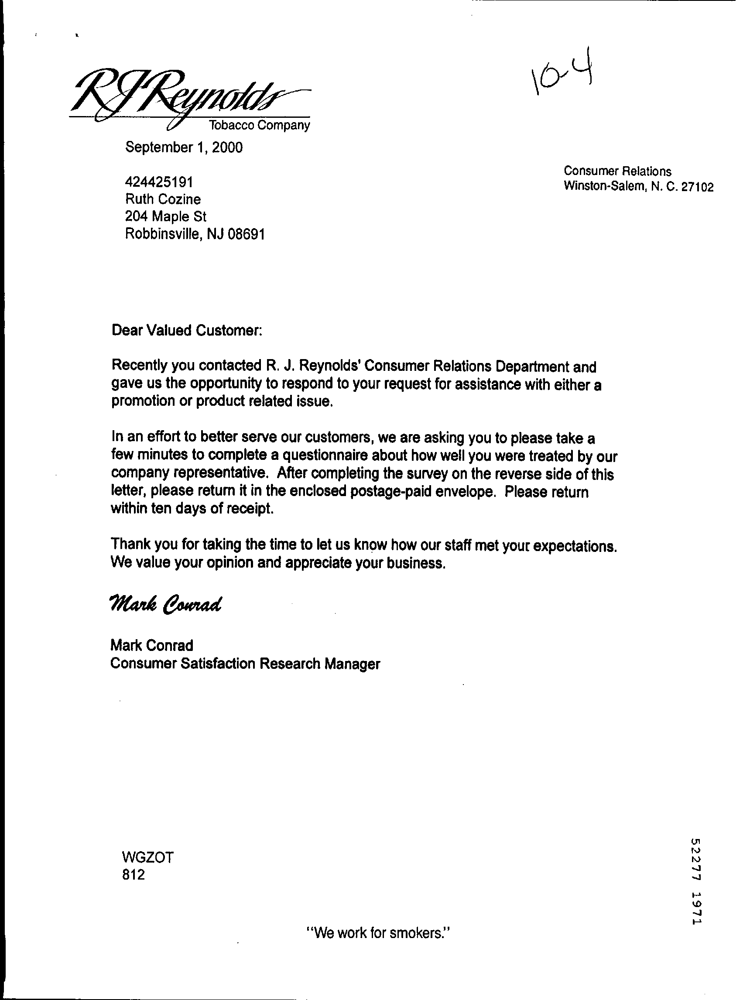 10-4
RJReynolds
Tobacco Company
September 1, 2000
Consumer Relations
Winston-Salem, N. C. 27102
424425191
Ruth Cozine
204 Maple St
Robbinsville, NJ 08691
Dear Valued Customer:
Recently you contacted R. J. Reynolds' Consumer Relations Department and
gave us the opportunity to respond to your request for assistance with either a
promotion or product related issue.
In an effort to better serve our customers, we are asking you to please take a
few minutes to complete a questionnaire about how well you were treated by our
company representative. After completing the survey on the reverse side of this
letter, please return it in the enclosed postage-paid envelope. Please return
within ten days of receipt.
Thank you for taking the time to let us know how our staff met your expectations.
We value your opinion and appreciate your business.
Mark Conrad
Mark Conrad
Consumer Satisfaction Research Manager
WGZOT
812
52277 1971
"We work for smokers."